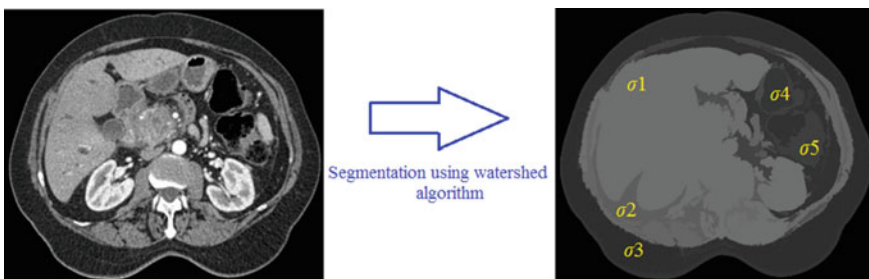 Segmentation using watershed
algorithm
σ1
σ4
σ5
σ2
σ3